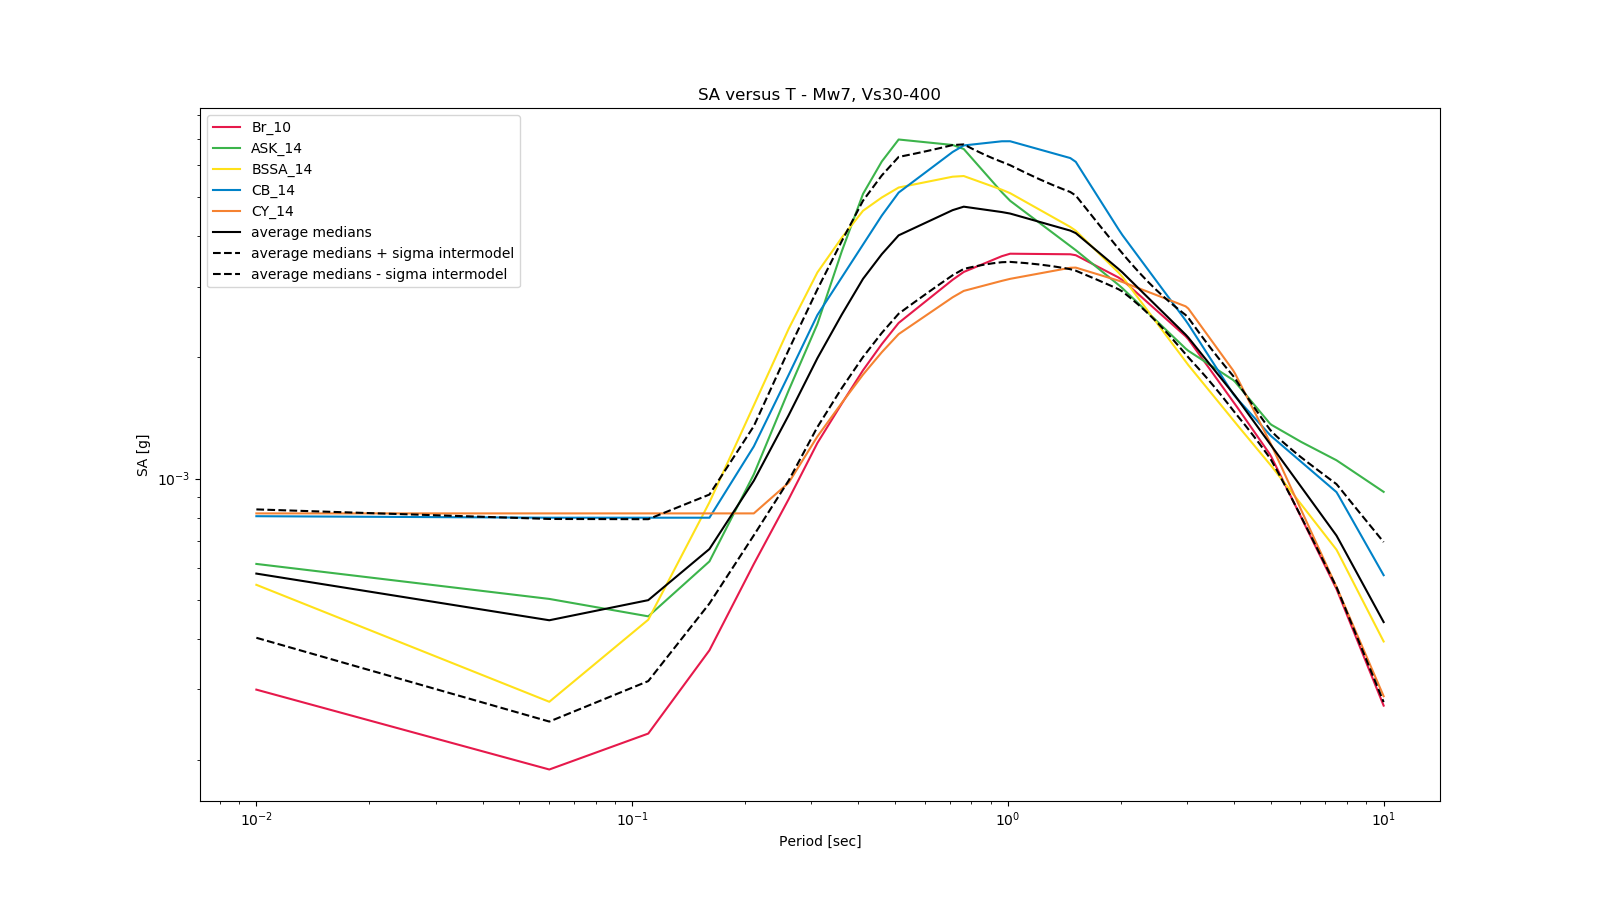 SA versus T - Mw7, Vs30-400
Br_10
ASK_14
BSSA_14
CB_14
CY_14
average medians
average medians + sigma intermodel
average medians - sigma intermodel
SA [g]
10⁻³
10⁻² 10⁻¹ 10⁰ 10¹
Period [sec]